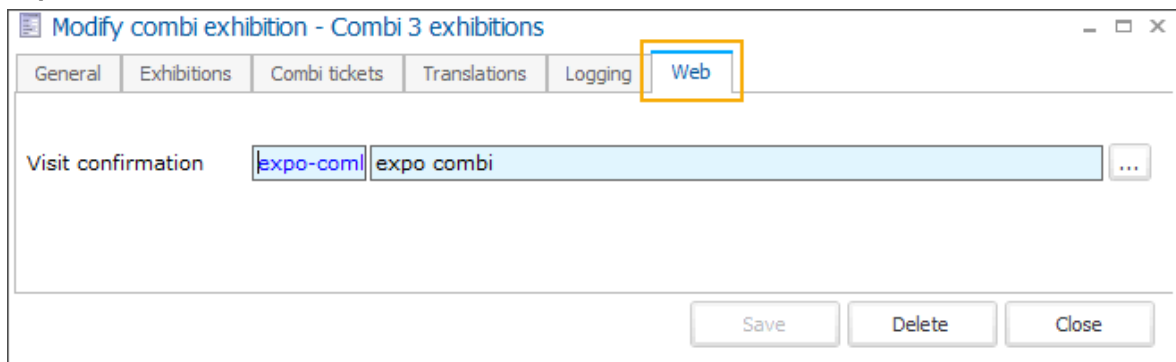 Modify combi exhibition - Combi 3 exhibitions
General Exhibitions Combi tickets Translations Logging Web
Visit confirmation expo-coml expo combi ...
Save Delete Close